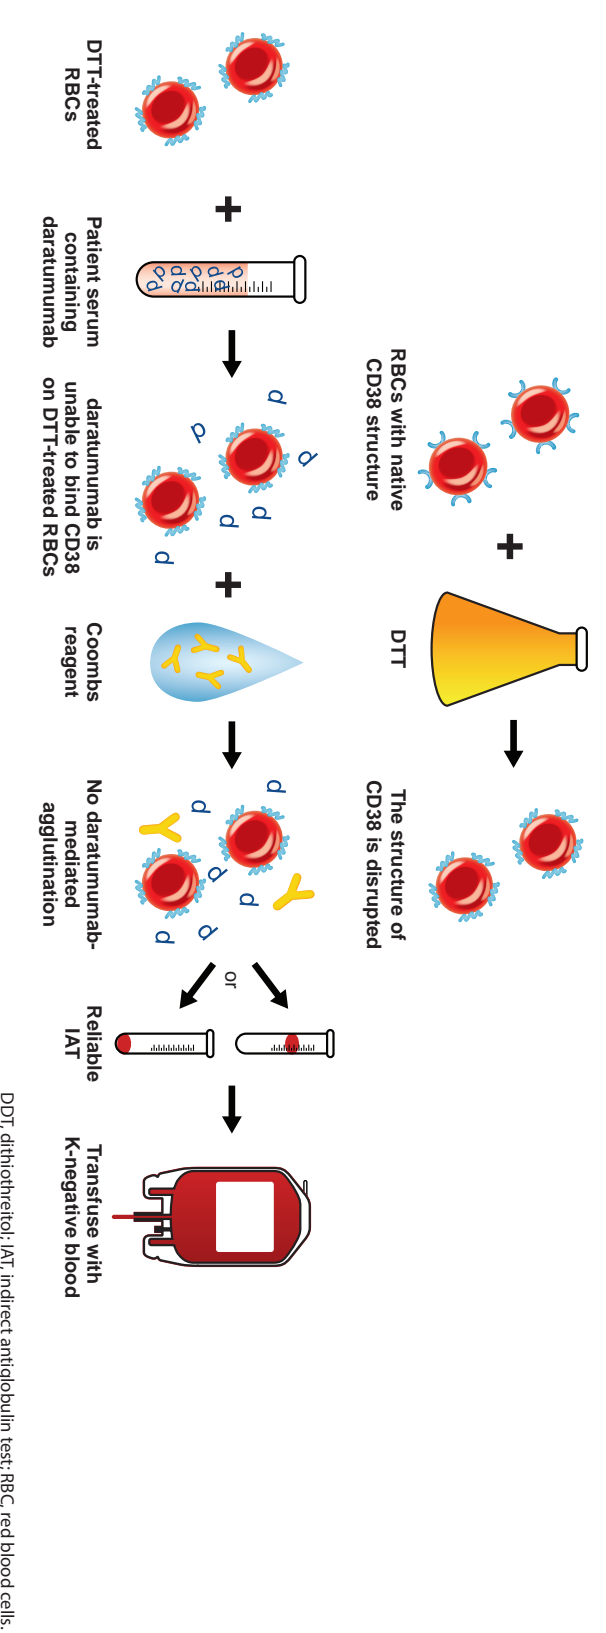 RBCs with native
CD38 structure
+
DTT
The structure of
CD38 is disrupted
DTT-treated
RBCs
+
Patient serum
containing
daratumumab
d d d d d d d d d d
daratumumab is
unable to bind CD38
on DTT-treated RBCs
d d d d d d
+
Coombs
reagent
No daratumumab-
mediated
agglutination
d d d d d d
or
Reliable
IAT
Transfuse with
K-negative blood
DDT, dithiothreitol; IAT, indirect antiglobulin test; RBC, red blood cells.